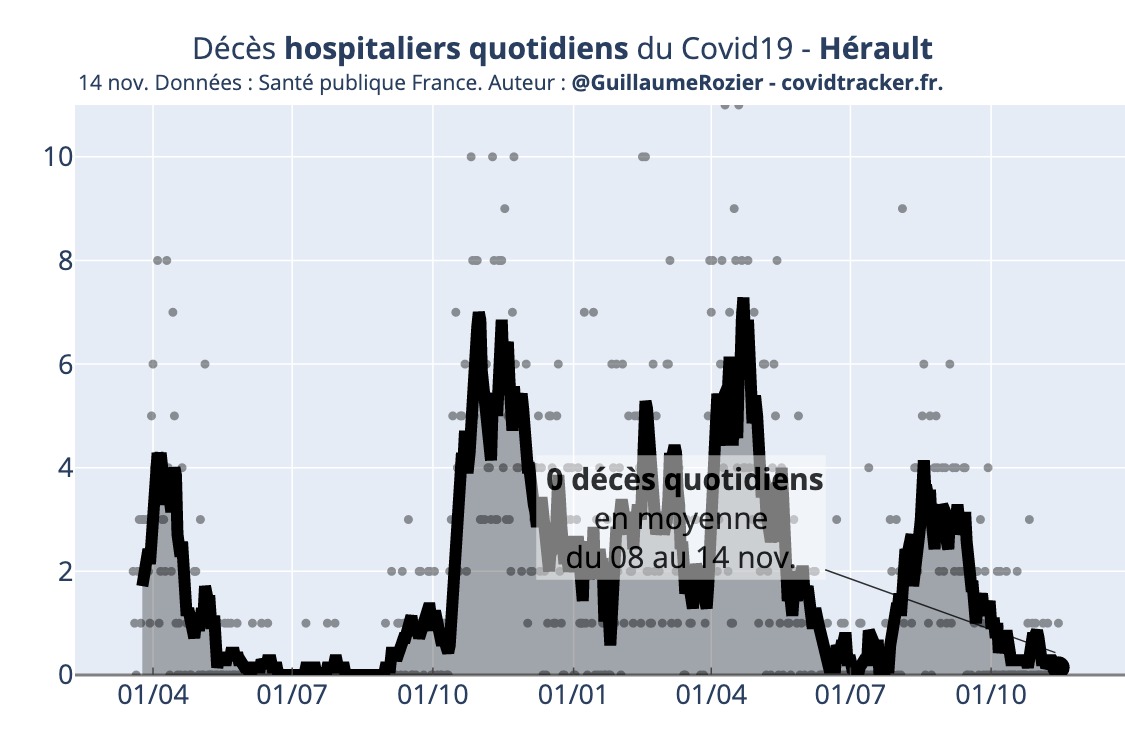 Décès hospitaliers quotidiens du Covid19 - Hérault
14 nov. Données : Santé publique France. Auteur : @GuillaumeRozier - covidtracker.fr.
10
8
6
4
2
0
0 décès quotidiens
en moyenne
du 08 au 14 nov.
01/04 01/07 01/10 01/01 01/04 01/07 01/10